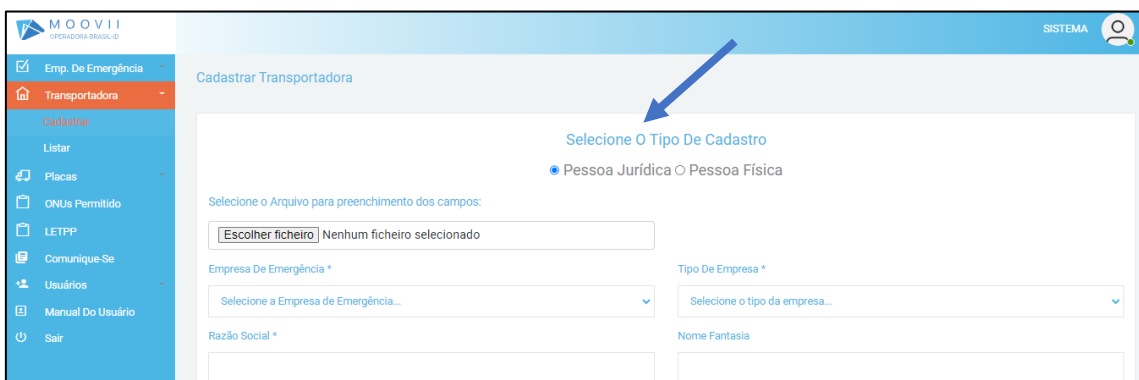 MOOVII
OPERADORA BRASIL-ID
SISTEMA
Emp. De Emergência
Transportadora
Cadastrar
Listar
Placas
ONUs Permitido
LETPP
Comunique-Se
Usuários
Manual Do Usuário
Sair
Cadastrar Transportadora
Selecione O Tipo De Cadastro
Pessoa Jurídica Pessoa Física
Selecione o Arquivo para preenchimento dos campos:
Escolher ficheiro Nenhum ficheiro selecionado
Empresa De Emergência * Tipo De Empresa *
Selecione a Empresa de Emergência... Selecione o tipo da empresa...
Razão Social * Nome Fantasia